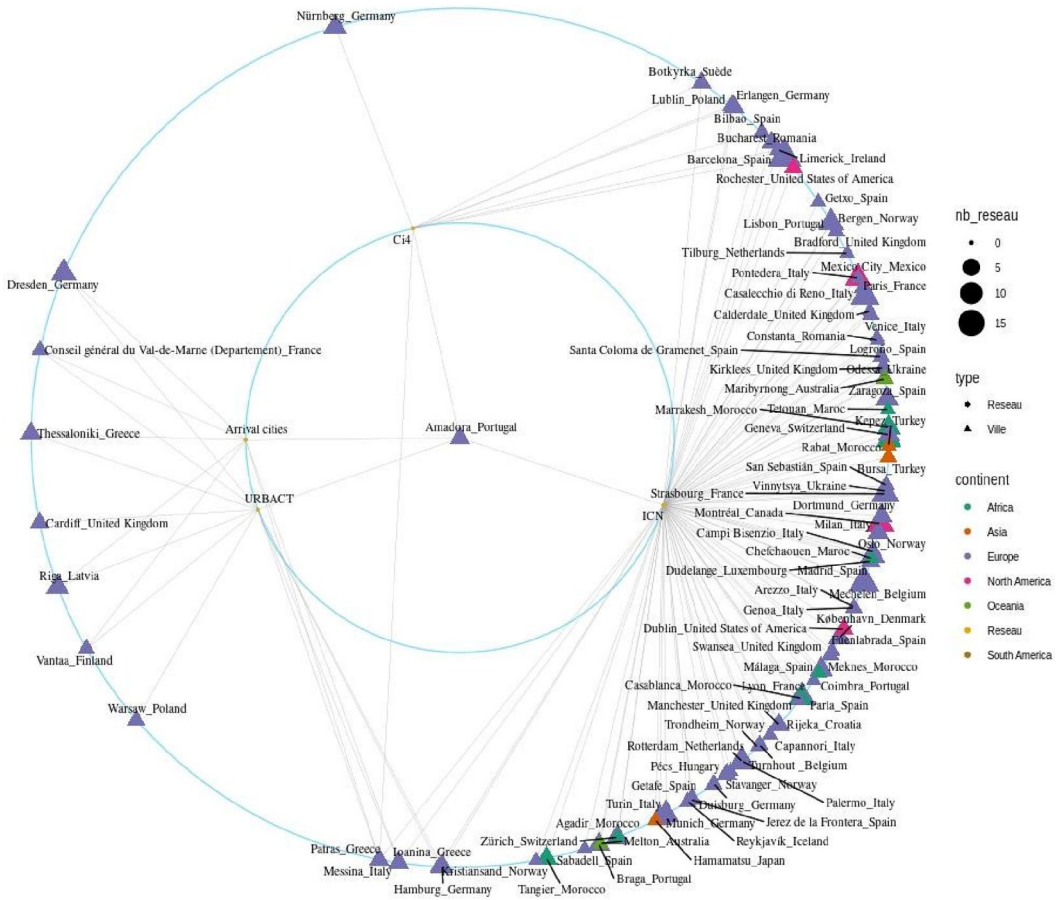 Nürnberg_Germany
Botkyrka_Suède
Lublin_Poland
Erlangen_Germany
Bilbao_Spain
Bucharest_Romania
Barcelona_Spain
Limerick_Ireland
Rochester_United States of America
Getxo_Spain
Lisbon_Portugal
Bergen_Norway
Ci4
Bradford_United Kingdom
Tilburg_Netherlands
Pontedera_Italy
Mexico City_Mexico
Dresden_Germany
Casalecchio di Reno_Italy
Paris_France
Calderdale_United Kingdom
Venice_Italy
Constanta_Romania
Conseil général du Val-de-Marne (Departement)_France
Santa Coloma de Gramenet_Spain
Logroño_Spain
Kirklees_United Kingdom
Odessa_Ukraine
Maribyrnong_Australia
Zaragoza_Spain
Marrakesh_Morocco
Tetouan_Maroc
Thessaloniki_Greece
Arrival cities
Amadora_Portugal
Geneva_Switzerland
Kepez_Turkey
Rabat_Morocco
San Sebastián_Spain
Bursa_Turkey
Vinnytsya_Ukraine
URBACT
Strasbourg_France
Dortmund_Germany
Montréal_Canada
ICN
Cardiff_United Kingdom
Milan_Italy
Campi Bisenzio_Italy
Oslo_Norway
Chefchaouen_Maroc
Riga_Latvia
Dudelange_Luxembourg
Madrid_Spain
Arezzo_Italy
Mechelen_Belgium
Genoa_Italy
København_Denmark
Dublin_United States of America
Fuenlabrada_Spain
Swansea_United Kingdom
Vantaa_Finland
Málaga_Spain
Meknes_Morocco
Casablanca_Morocco
Lyon_France
Coimbra_Portugal
Warsaw_Poland
Manchester_United Kingdom
Parla_Spain
Trondheim_Norway
Rijeka_Croatia
Rotterdam_Netherlands
Capannori_Italy
Pécs_Hungary
Turnhout_Belgium
Getafe_Spain
Stavanger_Norway
Turin_Italy
Duisburg_Germany
Palermo_Italy
Agadir_Morocco
Munich_Germany
Jerez de la Frontera_Spain
Zürich_Switzerland
Melton_Australia
Reykjavík_Iceland
Patras_Greece
Ioanina_Greece
Sabadell_Spain
Hamamatsu_Japan
Messina_Italy
Kristiansand_Norway
Braga_Portugal
Hamburg_Germany
Tangier_Morocco
nb_reseau
0
5
10
15
type
Reseau
Ville
continent
Africa
Asia
Europe
North America
Oceania
Reseau
South America